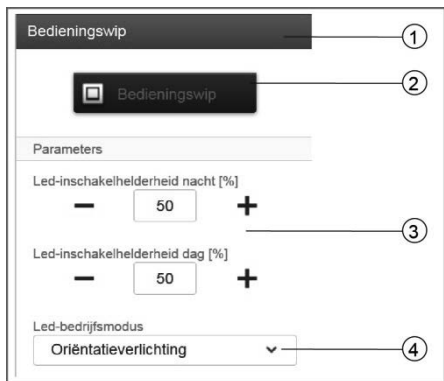 Bedieningswip
1
Bedieningswip
2
Parameters
Led-inschakelhelderheid nacht [%]
− 50 +
3
Led-inschakelhelderheid dag [%]
− 50 +
Led-bedrijfsmodus
Oriëntatieverlichting
4